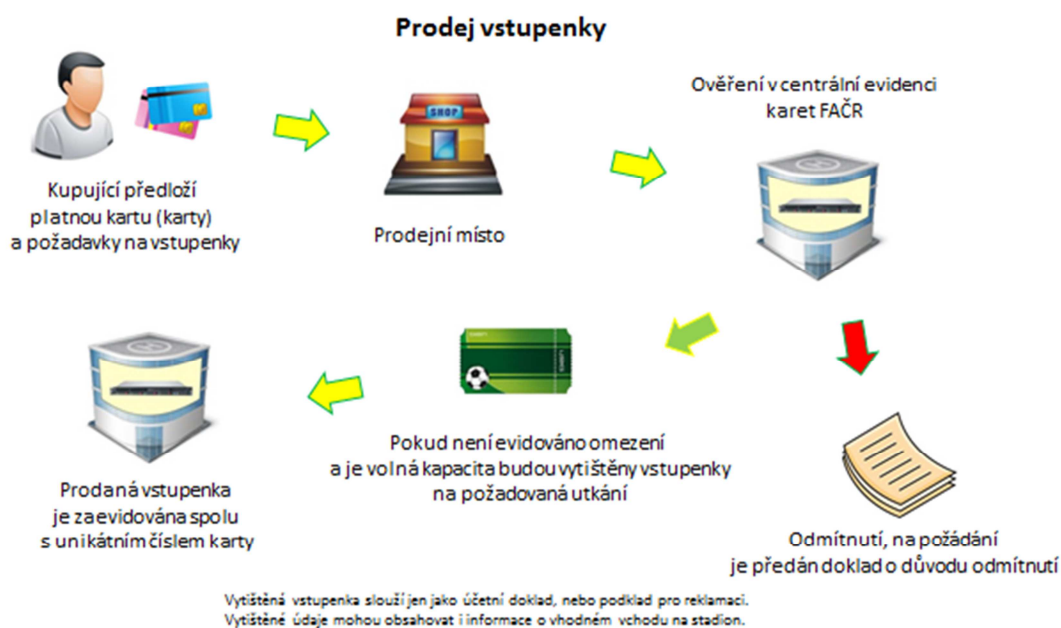 Prodej vstupenky
Ověření v centrální evidenci
karet FAČR
SHOP
Kupující předloží
platnou kartu (karty)
a požadavky na vstupenky
Prodejní místo
Pokud není evidováno omezení
a je volná kapacita budou vytištěny vstupenky
na požadovaná utkání
Prodaná vstupenka
je zaevidována spolu
s unikátním číslem karty
Odmítnutí, na požádání
je předán doklad o důvodu odmítnutí
Vytištěná vstupenka slouží jen jako účetní doklad, nebo podklad pro reklamaci.
Vytištěné údaje mohou obsahovat i informace o vhodném vchodu na stadion.